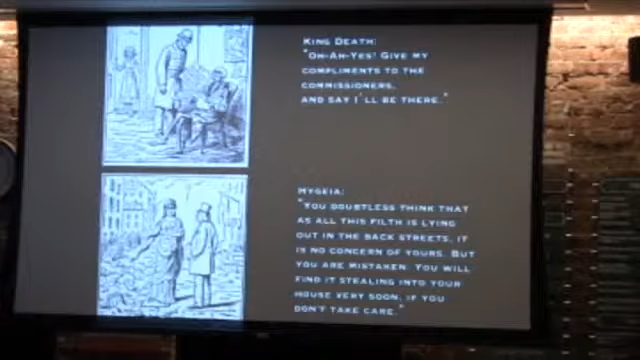 KING DEATH:
"OH-AH-YES! GIVE MY
COMPLIMENTS TO THE
COMMISSIONERS,
AND SAY I'LL BE THERE."
HYGEIA:
"YOU DOUBTLESS THINK THAT
AS ALL THIS FILTH IS LYING
OUT IN THE BACK STREETS, IT
IS NO CONCERN OF YOURS. BUT
YOU ARE MISTAKEN. YOU WILL
FIND IT STEALING INTO YOUR
HOUSE VERY SOON, IF YOU
DON'T TAKE CARE."